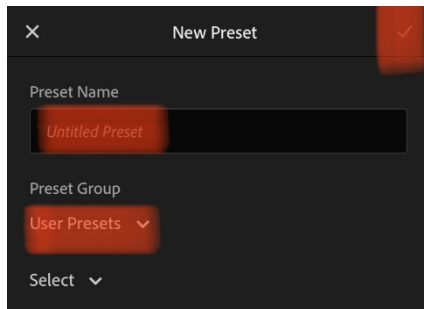 New Preset
Preset Name
Untitled Preset
Preset Group
User Presets
Select